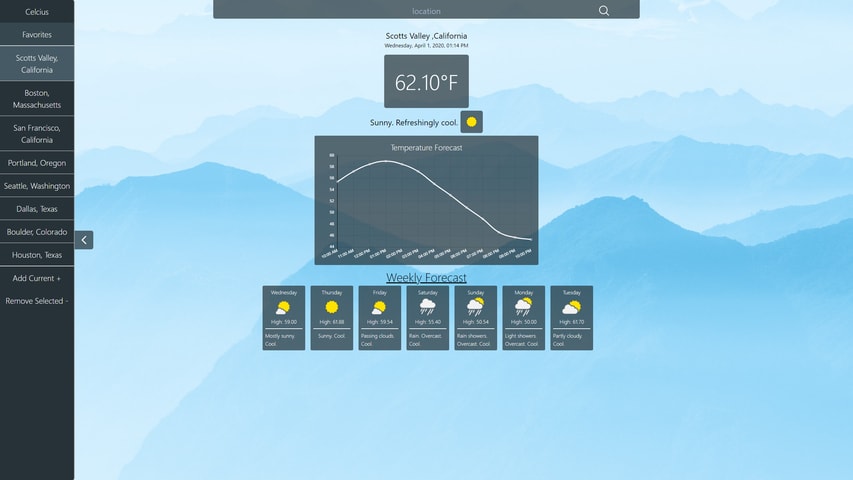 Celcius
Favorites
Scotts Valley,
California
Boston,
Massachusetts
San Francisco,
California
Portland, Oregon
Seattle, Washington
Dallas, Texas
Boulder, Colorado
Houston, Texas
Add Current +
Remove Selected -
location
Scotts Valley ,California
Wednesday, April 1, 2020, 01:14 PM
62.10°F
Sunny. Refreshingly cool.
Temperature Forecast
60
58
56
54
52
50
48
46
44
10:00 AM 11:00 AM 12:00 PM 01:00 PM 02:00 PM 03:00 PM 04:00 PM 05:00 PM 06:00 PM 07:00 PM 08:00 PM 09:00 PM 10:00 PM
Weekly Forecast
Wednesday
High: 59.00
Mostly sunny.
Cool.
Thursday
High: 61.88
Sunny. Cool.
Friday
High: 59.54
Passing clouds.
Cool.
Saturday
High: 55.40
Rain. Overcast.
Cool.
Sunday
High: 50.54
Rain showers.
Overcast. Cool.
Monday
High: 50.00
Light showers.
Overcast. Cool.
Tuesday
High: 61.70
Partly cloudy.
Cool.